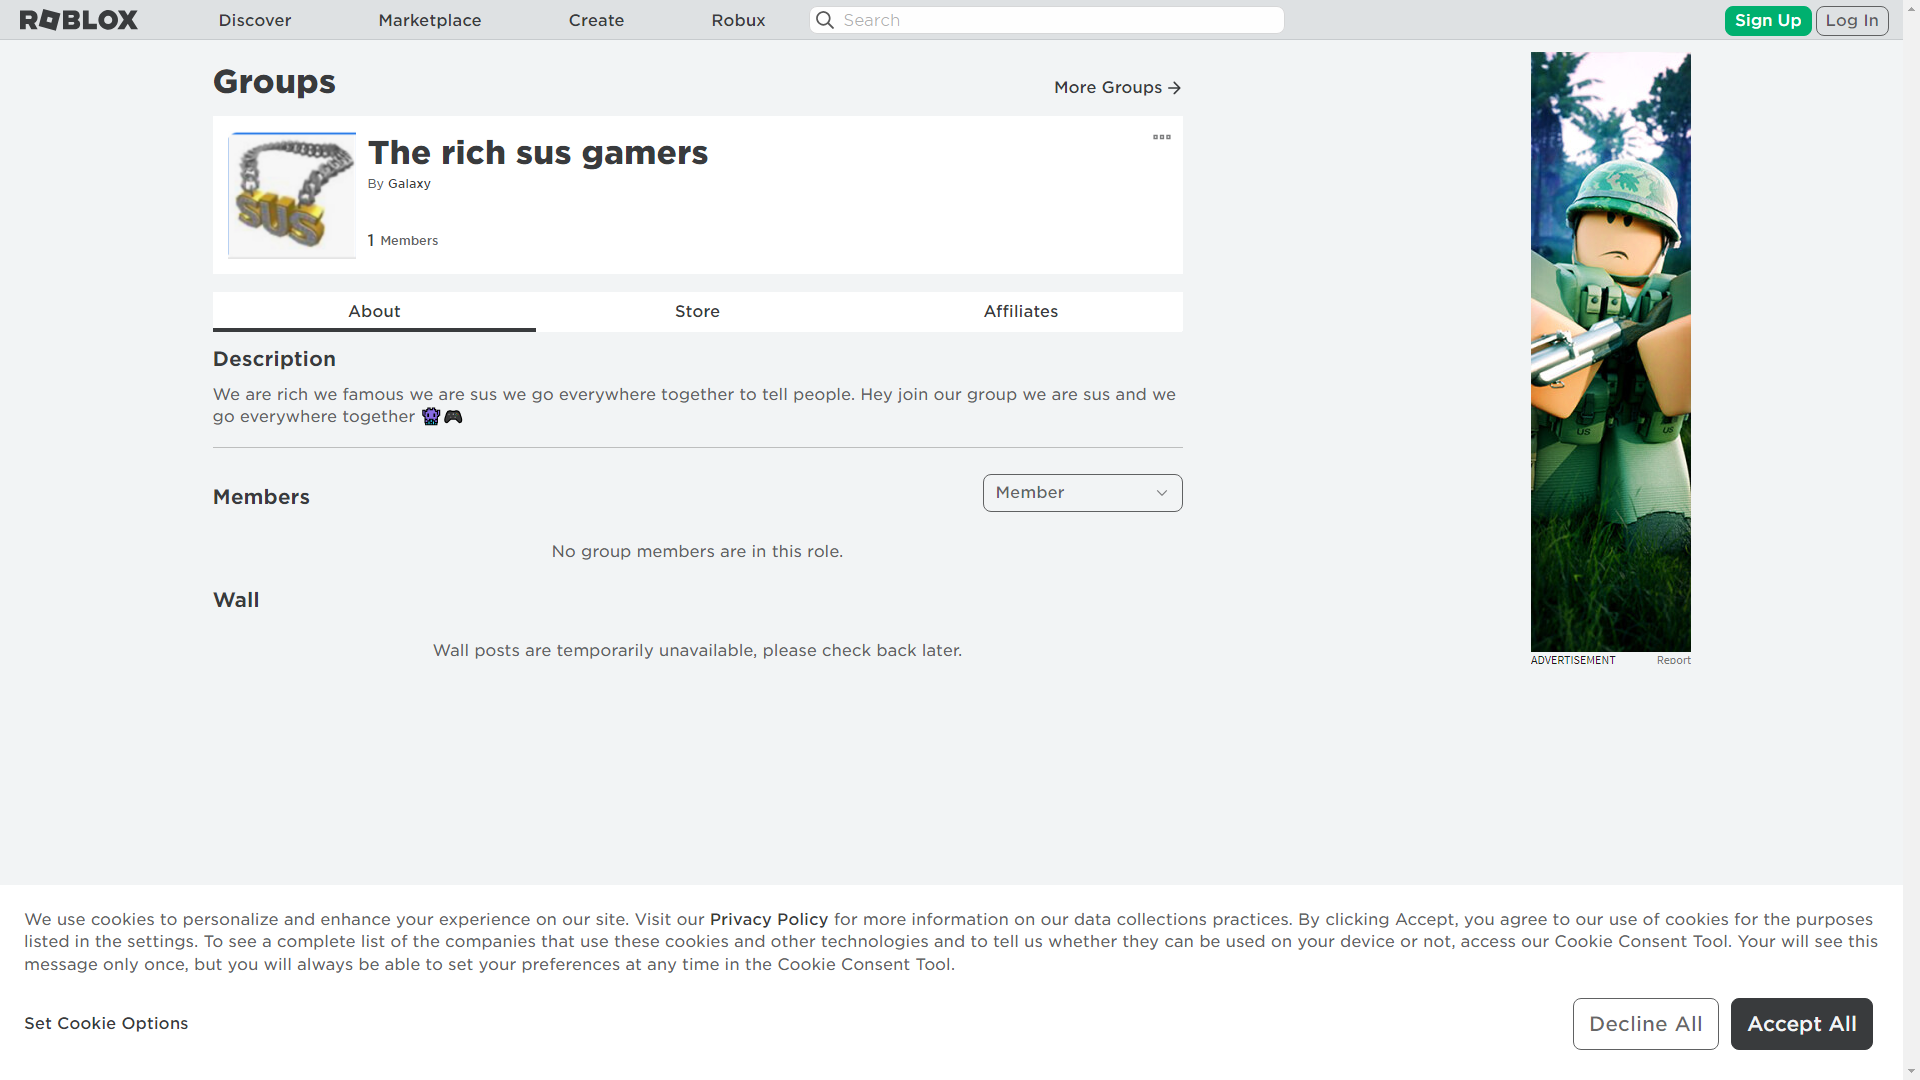 ROBLOX
Discover
Marketplace
Create
Robux
Search
Sign Up
Log In
Groups
More Groups
SUS
The rich sus gamers
By Galaxy
1 Members
About
Store
Affiliates
Description
We are rich we famous we are sus we go everywhere together to tell people. Hey join our group we are sus and we
go everywhere together 👾🎮
Members
Member
No group members are in this role.
Wall
Wall posts are temporarily unavailable, please check back later.
US
US
ADVERTISEMENT
Report
We use cookies to personalize and enhance your experience on our site. Visit our Privacy Policy for more information on our data collections practices. By clicking Accept, you agree to our use of cookies for the purposes
listed in the settings. To see a complete list of the companies that use these cookies and other technologies and to tell us whether they can be used on your device or not, access our Cookie Consent Tool. Your will see this
message only once, but you will always be able to set your preferences at any time in the Cookie Consent Tool.
Set Cookie Options
Decline All
Accept All